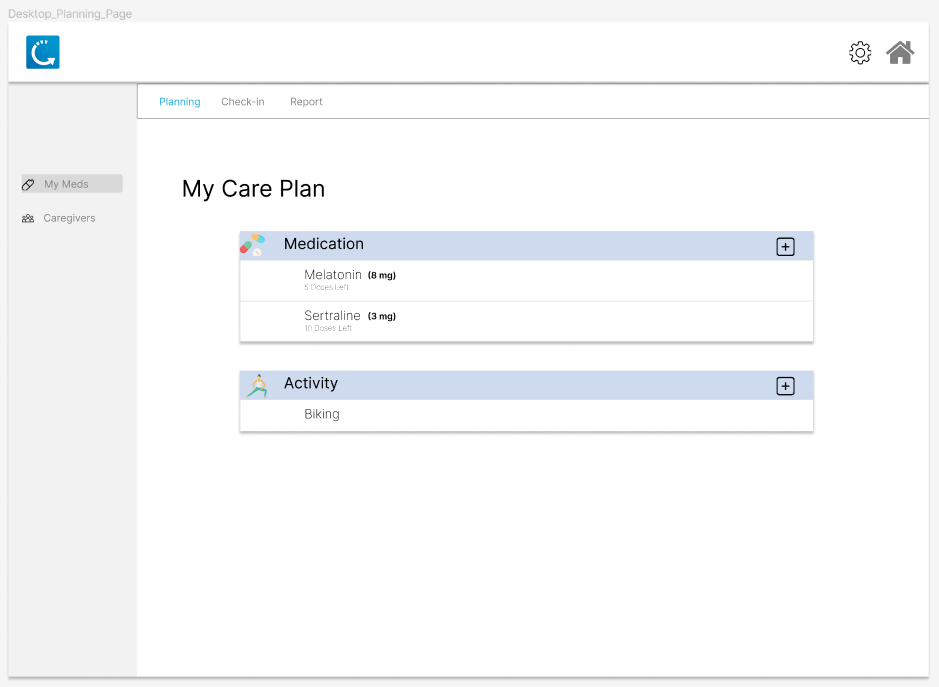 Desktop_Planning_Page
Planning Check-in Report
My Meds
Caregivers
My Care Plan
Medication
Melatonin (8 mg)
5 Doses Left
Sertraline (3 mg)
10 Doses Left
Activity
Biking